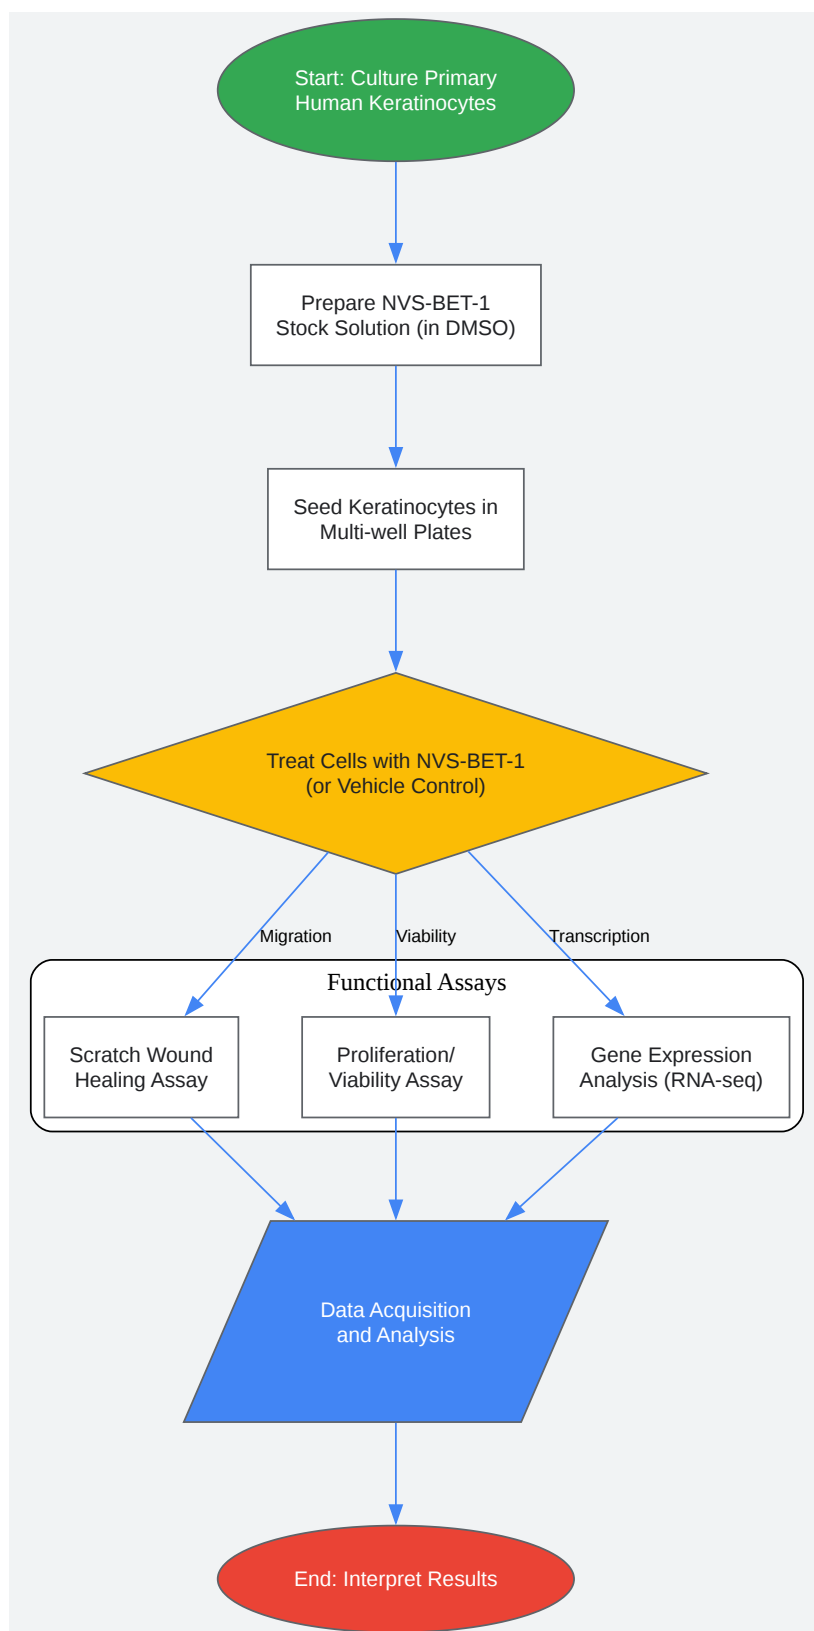 Start: Culture Primary
Human Keratinocytes
Prepare NVS-BET-1
Stock Solution (in DMSO)
Seed Keratinocytes in
Multi-well Plates
Treat Cells with NVS-BET-1
(or Vehicle Control)
Migration
Viability
Transcription
Functional Assays
Scratch Wound
Healing Assay
Proliferation/
Viability Assay
Gene Expression
Analysis (RNA-seq)
Data Acquisition
and Analysis
End: Interpret Results